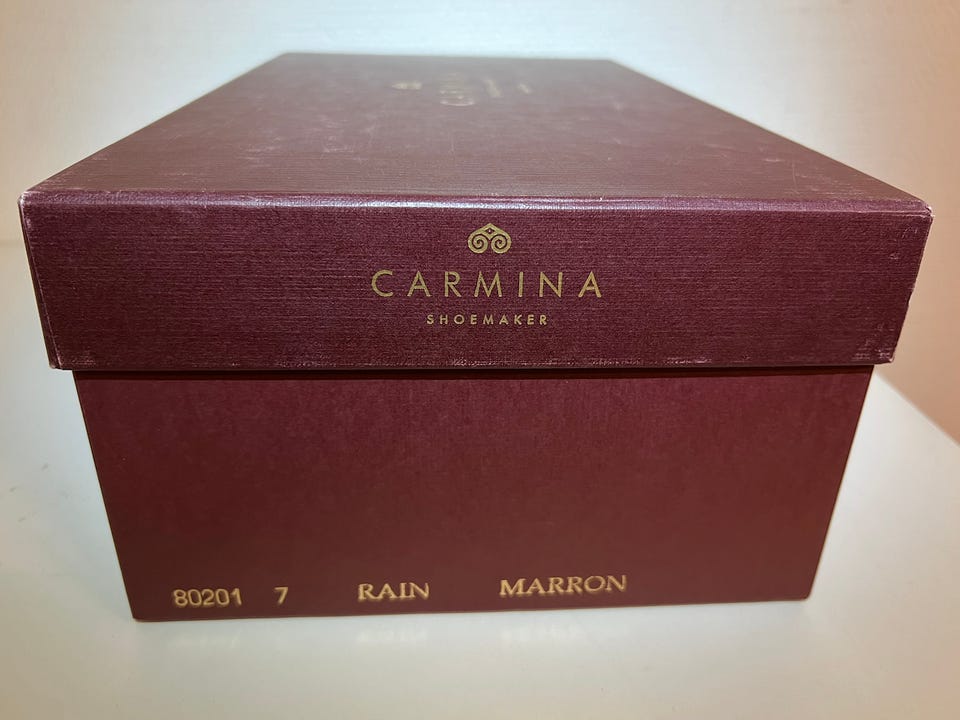 CARMINA
SHOEMAKER
80201 7 RAIN MARRON